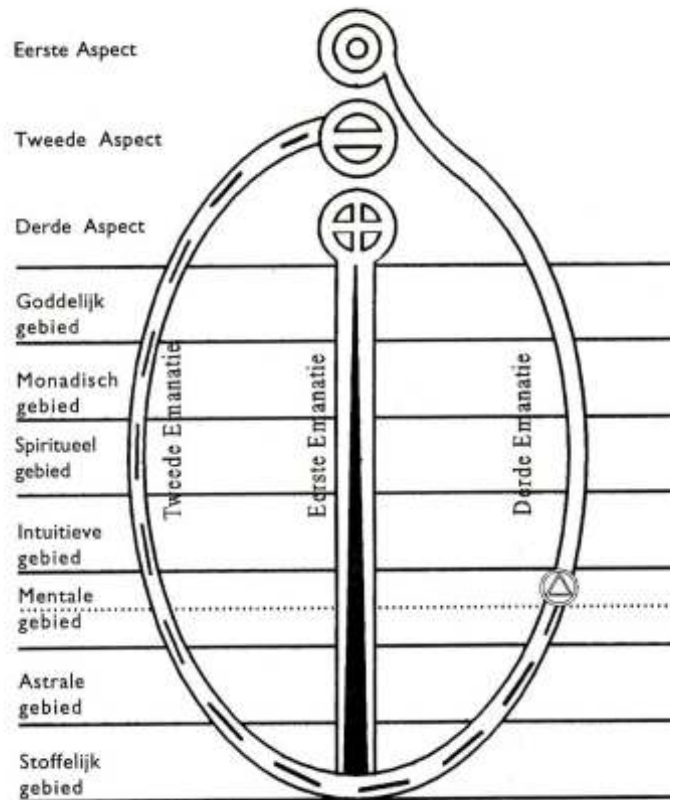 Eerste Aspect
Tweede Aspect
Derde Aspect
Goddelijk
gebied
Monadisch
gebied
Spiritueel
gebied
Intuitieve
gebied
Mentale
gebied
Astrale
gebied
Stoffelijk
gebied
Tweede Emanatie
Eerste Emanatie
Derde Emanatie